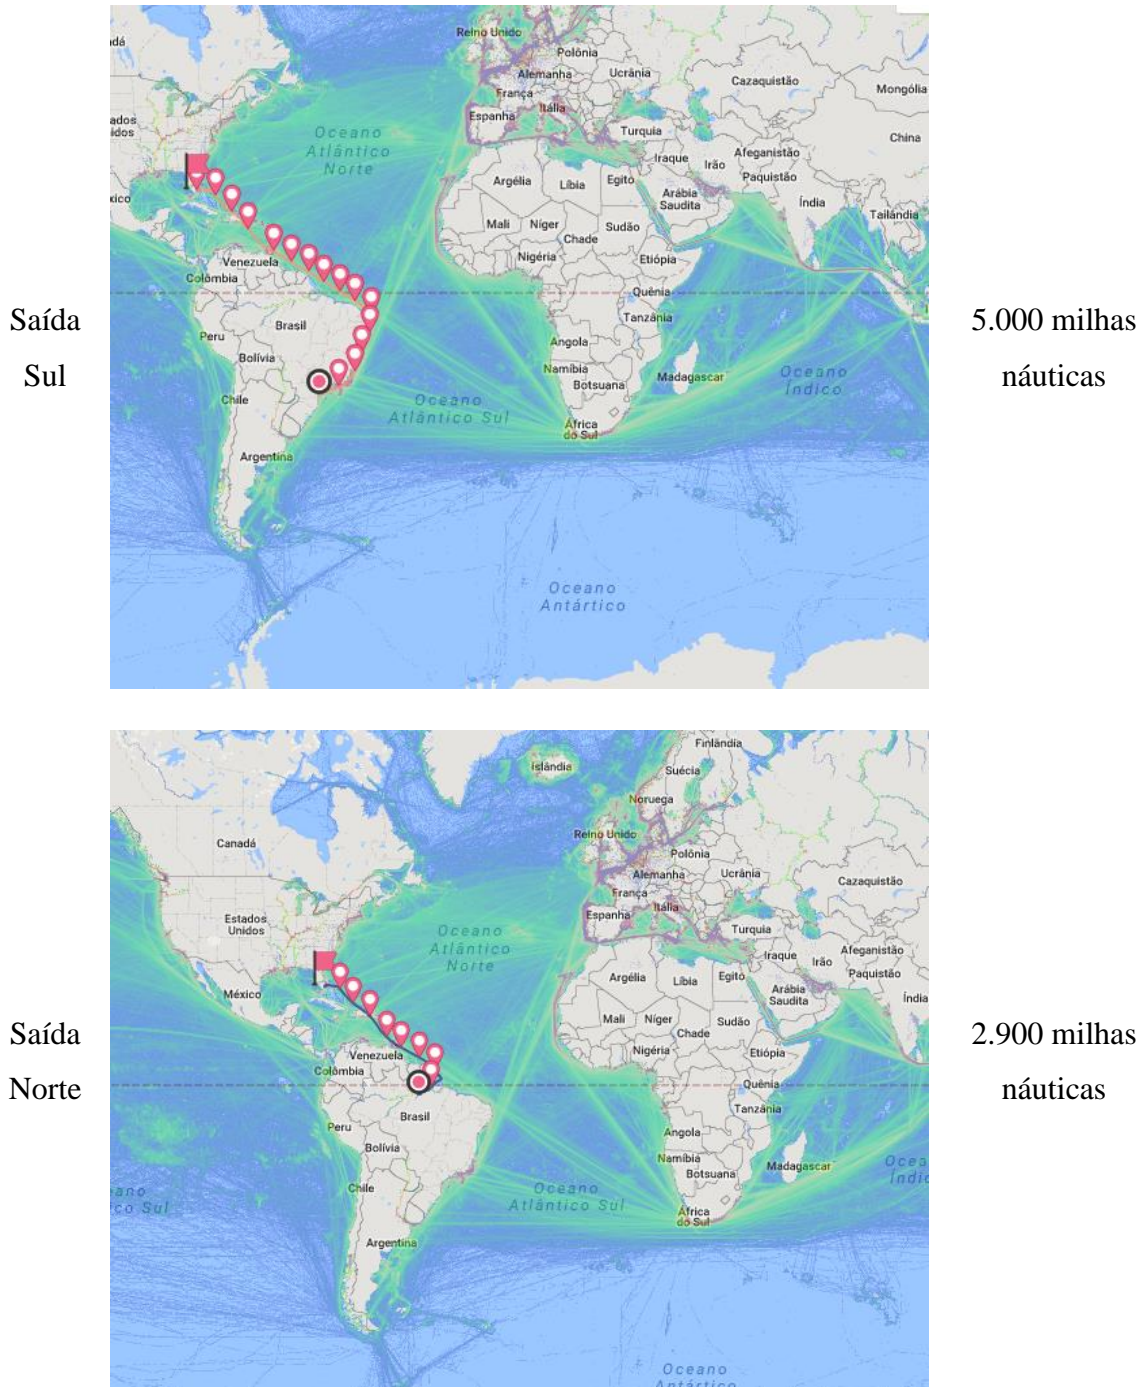 Saída
Sul
Reino Unido
Polônia
Alemanha
Ucrânia
França
Itália
Espanha
Turquia
Cazaquistão
Mongólia
China
Oceano
Atlântico
Norte
Iraque
Irão
Afeganistão
Paquistão
Argélia
Líbia
Egito
Arábia
Saudita
Índia
Tailândia
Mali
Níger
Sudão
Chade
Nigéria
Etiópia
Venezuela
Colômbia
Quênia
Tanzânia
Brasil
Peru
Bolívia
Angola
Namíbia
Botsuana
Madagascar
Oceano
Índico
Chile
Oceano
Atlântico Sul
África
do Sul
Argentina
Oceano
Antártico
5.000 milhas
náuticas
Saída
Norte
Islândia
Finlândia
Suécia
Noruega
Canadá
Reino Unido
Polônia
Alemanha
Ucrânia
França
Itália
Espanha
Cazaquistão
Turquia
Estados
Unidos
Oceano
Atlântico
Norte
México
Iraque
Irão
Afeganistão
Paquistão
Argélia
Líbia
Egito
Arábia
Saudita
Índia
Mali
Níger
Sudão
Chade
Nigéria
Etiópia
Venezuela
Colômbia
Quênia
Tanzânia
Brasil
Peru
Bolívia
Angola
Namíbia
Botsuana
Madagascar
Chile
Oceano
Atlântico Sul
África
do Sul
Argentina
Oceano
2.900 milhas
náuticas